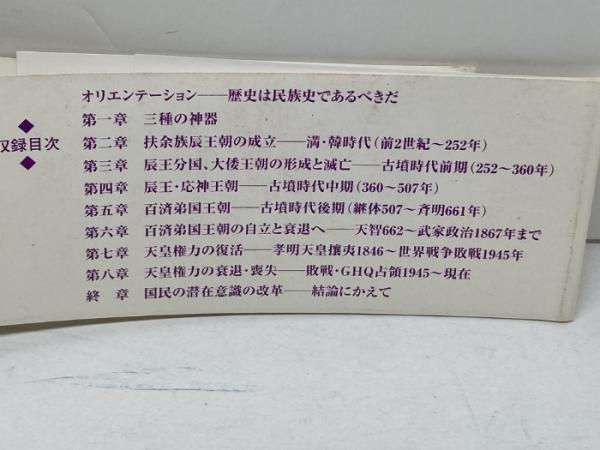 収録目次
オリエンテーション――歴史は民族史であるべきだ
第一章 三種の神器
第二章 扶余族辰王朝の成立――満・韓時代（前2世紀～252年）
第三章 辰王分国、大倭王朝の形成と滅亡――古墳時代前期（252～360年）
第四章 辰王・応神王朝――古墳時代中期（360～507年）
第五章 百済弟国王朝――古墳時代後期（継体507～斉明661年）
第六章 百済弟国王朝の自立と衰退へ――天智662～武家政治1867年まで
第七章 天皇権力の復活――孝明天皇攘夷1846～世界戦争敗戦1945年
第八章 天皇権力の衰退・喪失――敗戦・GHQ占領1945～現在
終 章 国民の潜在意識の改革――結論にかえて